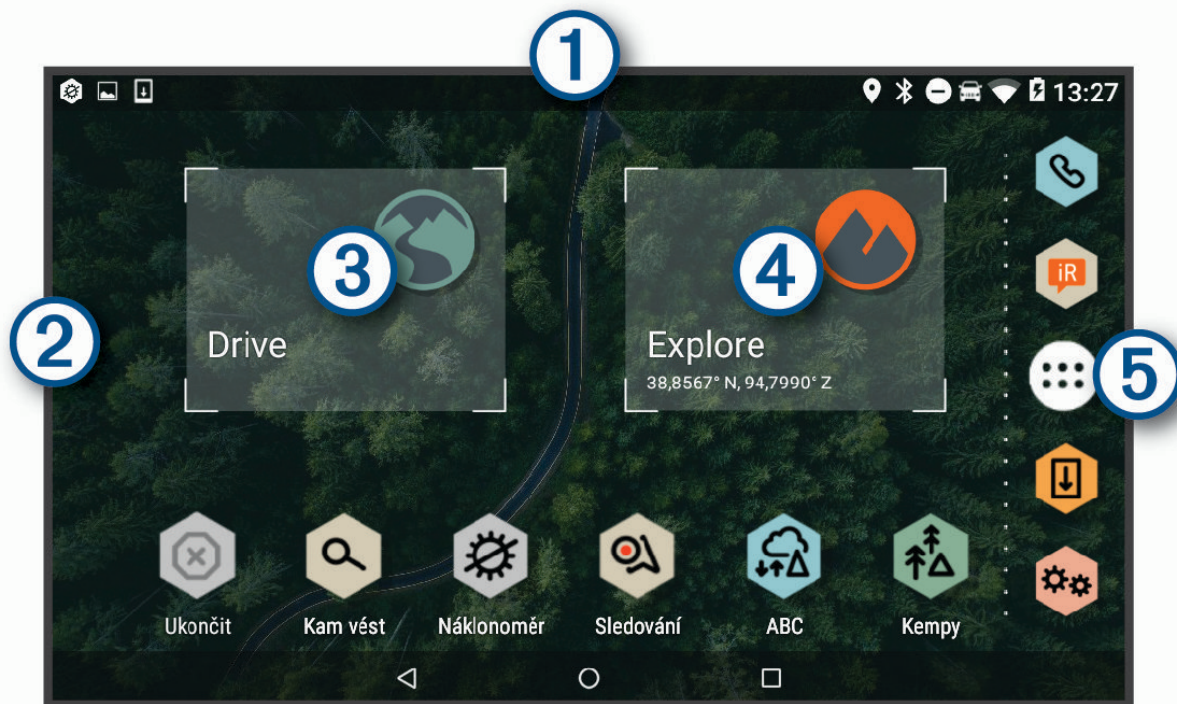 1
13:27
iR
2
3
4
5
Drive
Explore
38,8567° N, 94,7990° Z
Ukončit
Kam vést
Náklonoměr
Sledování
ABC
Kempy